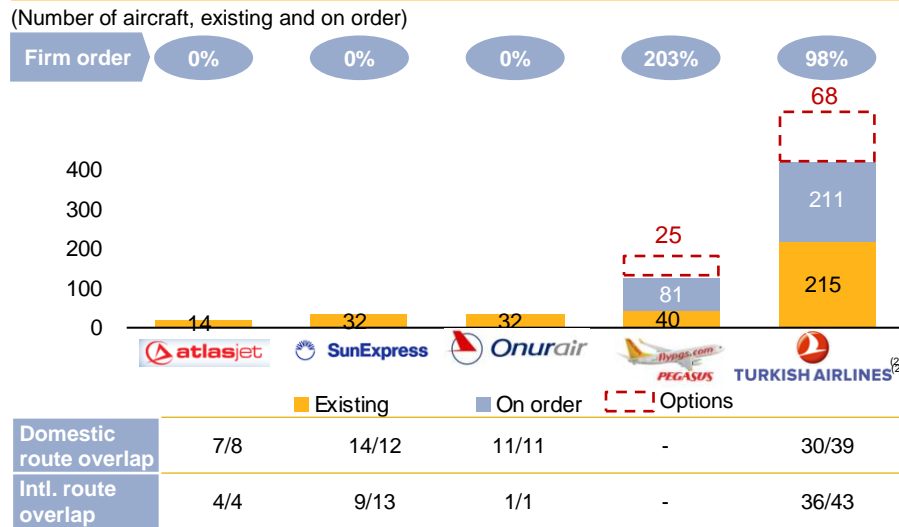 (Number of aircraft, existing and on order)
Firm order 0% 0% 0% 203% 98%
68
400
300
200
100
0
211
215
25
81
40
14
32
32
atlasjet SunExpress Onurair flypgs.com PEGASUS TURKISH AIRLINES
Existing On order Options
Domestic route overlap 7/8 14/12 11/11 - 30/39
Intl. route overlap 4/4 9/13 1/1 - 36/43